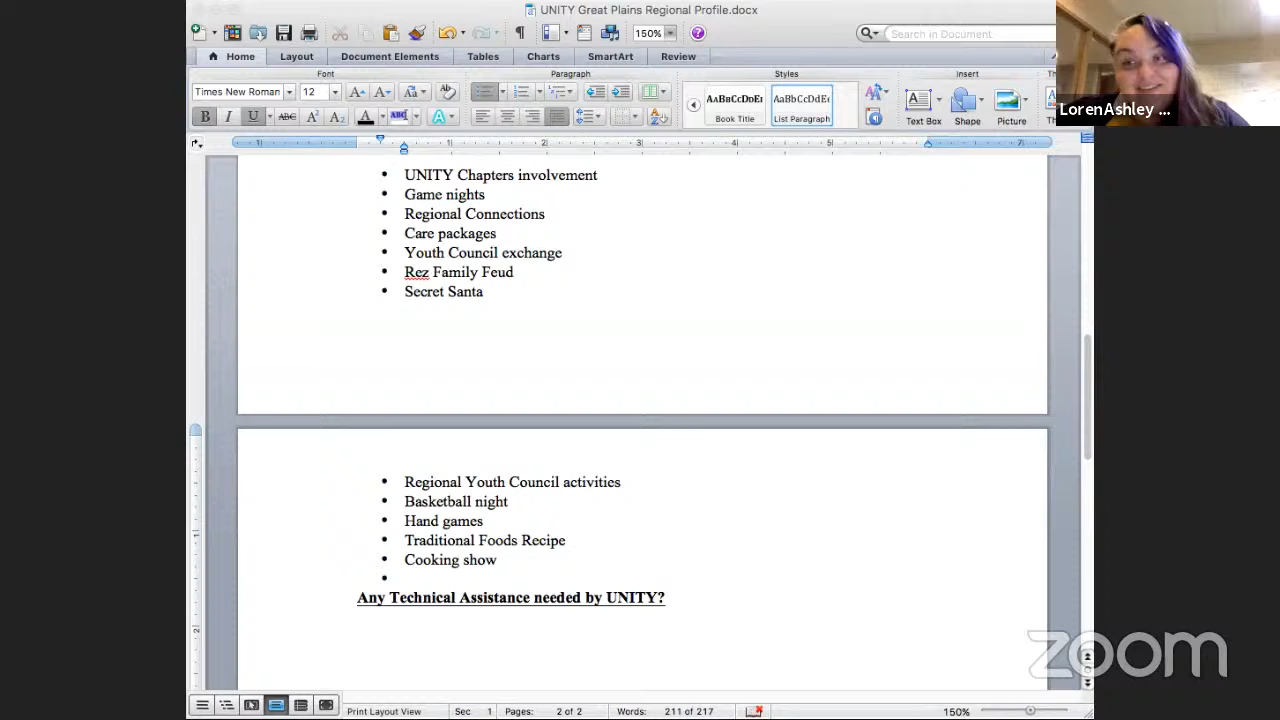 UNITY Great Plains Regional Profile.docx
150%
Search in Document
Home Layout Document Elements Tables Charts SmartArt Review
Font Paragraph Styles Insert
Times New Roman 12
AaBbCcDdEe AaBbCcDdEe
Book Title List Paragraph Text Box Shape Picture
LorenAshley ...
• UNITY Chapters involvement
• Game nights
• Regional Connections
• Care packages
• Youth Council exchange
• Rez Family Feud
• Secret Santa
• Regional Youth Council activities
• Basketball night
• Hand games
• Traditional Foods Recipe
• Cooking show
•
Any Technical Assistance needed by UNITY?
zoom
Print Layout View Sec 1 Pages: 2 of 2 Words: 211 of 217 150%